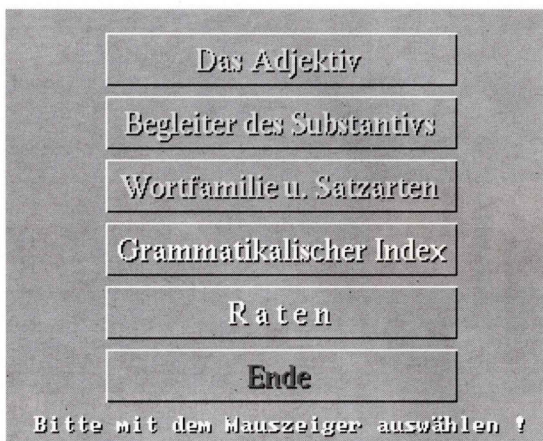 Das Adjektiv
Begleiter des Substantivs
Wortfamilie u. Satzarten
Grammatikalischer Index
Raten
Ende
Bitte mit dem Mauszeiger auswählen !